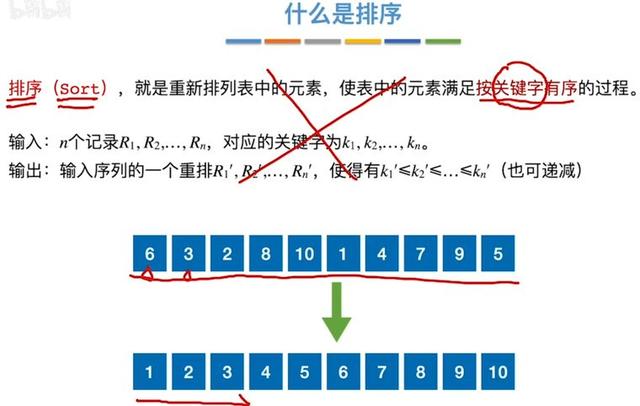 什么是排序
排序（Sort），就是重新排列表中的元素，使表中的元素满足按关键字有序的过程。
输入：n个记录R1, R2,..., Rn，对应的关键字为k1, k2,..., kn。
输出：输入序列的一个重排R1′, R2′,..., Rn′，使得有k1′≤k2′≤...≤kn′（也可递减）
6 3 2 8 10 1 4 7 9 5
1 2 3 4 5 6 7 8 9 10